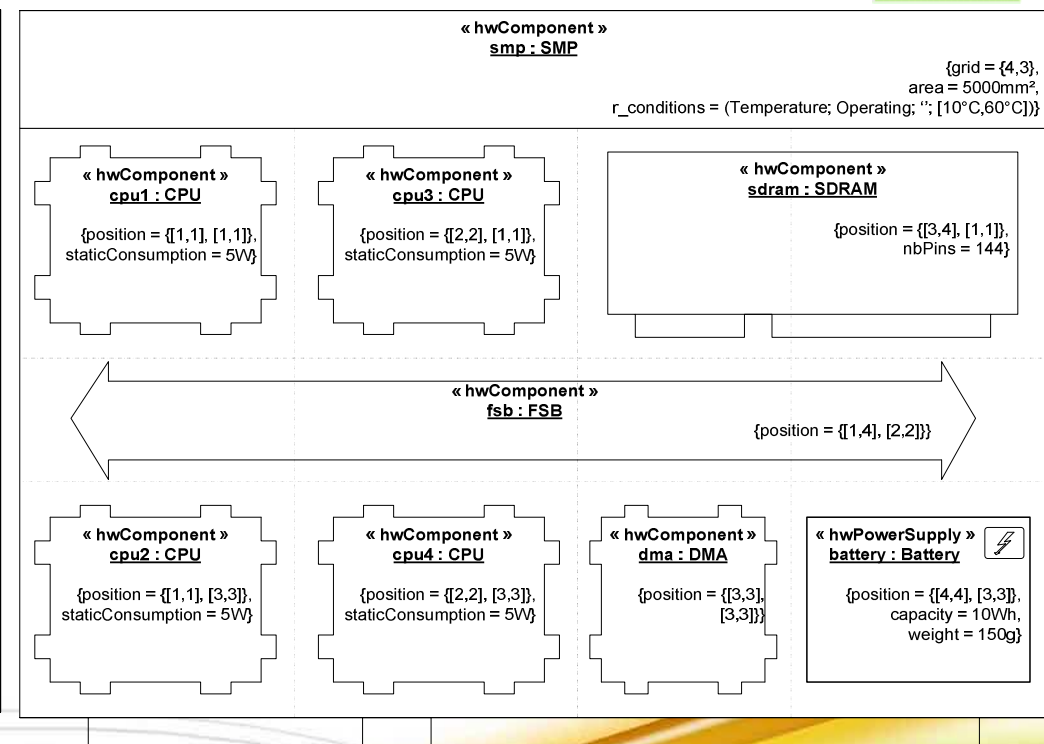 « hwComponent »
smp : SMP
{grid = {4,3},
area = 5000mm²,
r_conditions = (Temperature; Operating; ‘’; [10°C,60°C])}
« hwComponent »
cpu1 : CPU
{position = {[1,1], [1,1]},
staticConsumption = 5W}
« hwComponent »
cpu3 : CPU
{position = {[2,2], [1,1]},
staticConsumption = 5W}
« hwComponent »
sdram : SDRAM
{position = {[3,4], [1,1]},
nbPins = 144}
« hwComponent »
fsb : FSB
{position = {[1,4], [2,2]}}
« hwComponent »
cpu2 : CPU
{position = {[1,1], [3,3]},
staticConsumption = 5W}
« hwComponent »
cpu4 : CPU
{position = {[2,2], [3,3]},
staticConsumption = 5W}
« hwComponent »
dma : DMA
{position = {[3,3],
[3,3]}}
« hwPowerSupply »
battery : Battery
{position = {[4,4], [3,3]},
capacity = 10Wh,
weight = 150g}